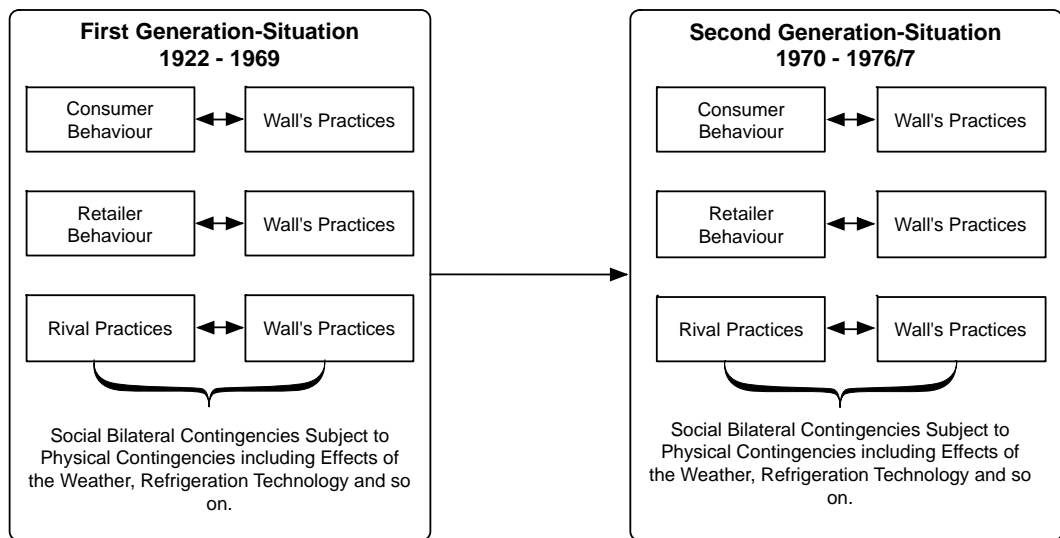 First Generation-Situation
1922 - 1969
Consumer
Behaviour
Wall's Practices
Retailer
Behaviour
Wall's Practices
Rival Practices
Wall's Practices
Social Bilateral Contingencies Subject to
Physical Contingencies including Effects of
the Weather, Refrigeration Technology and so
on.
Second Generation-Situation
1970 - 1976/7
Consumer
Behaviour
Wall's Practices
Retailer
Behaviour
Wall's Practices
Rival Practices
Wall's Practices
Social Bilateral Contingencies Subject to
Physical Contingencies including Effects of
the Weather, Refrigeration Technology and so
on.